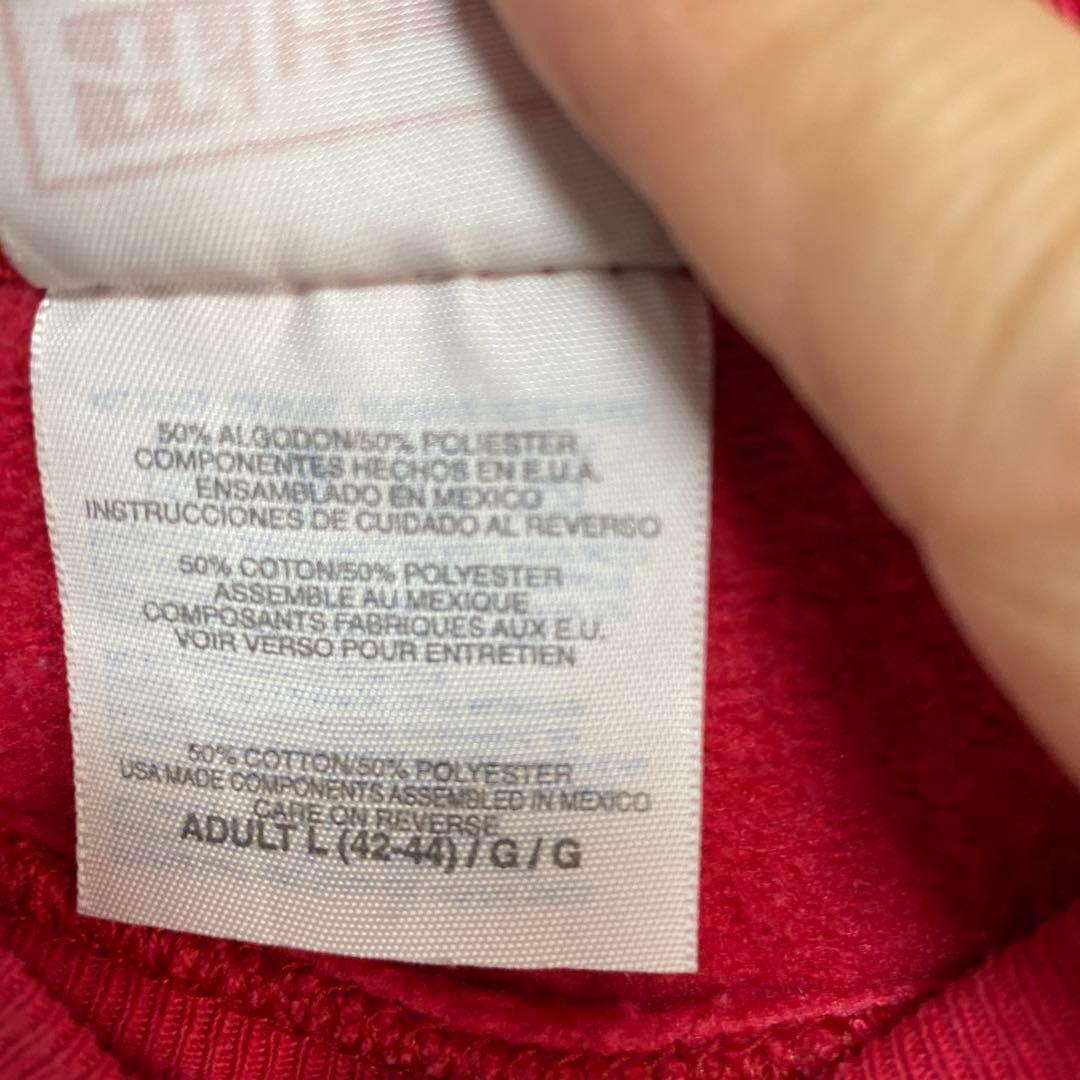 50% ALGODON/50% POLIESTER
COMPONENTES HECHOS EN E.U.A.
ENSAMBLADO EN MEXICO
INSTRUCCIONES DE CUIDADO AL REVERSO
50% COTON/50% POLYESTER
ASSEMBLE AU MEXIQUE
COMPOSANTS FABRIQUES AUX E.U.
VOIR VERSO POUR ENTRETIEN
50% COTTON/50% POLYESTER
USA MADE COMPONENTS ASSEMBLED IN MEXICO
CARE ON REVERSE
ADULT L (42-44) / G / G